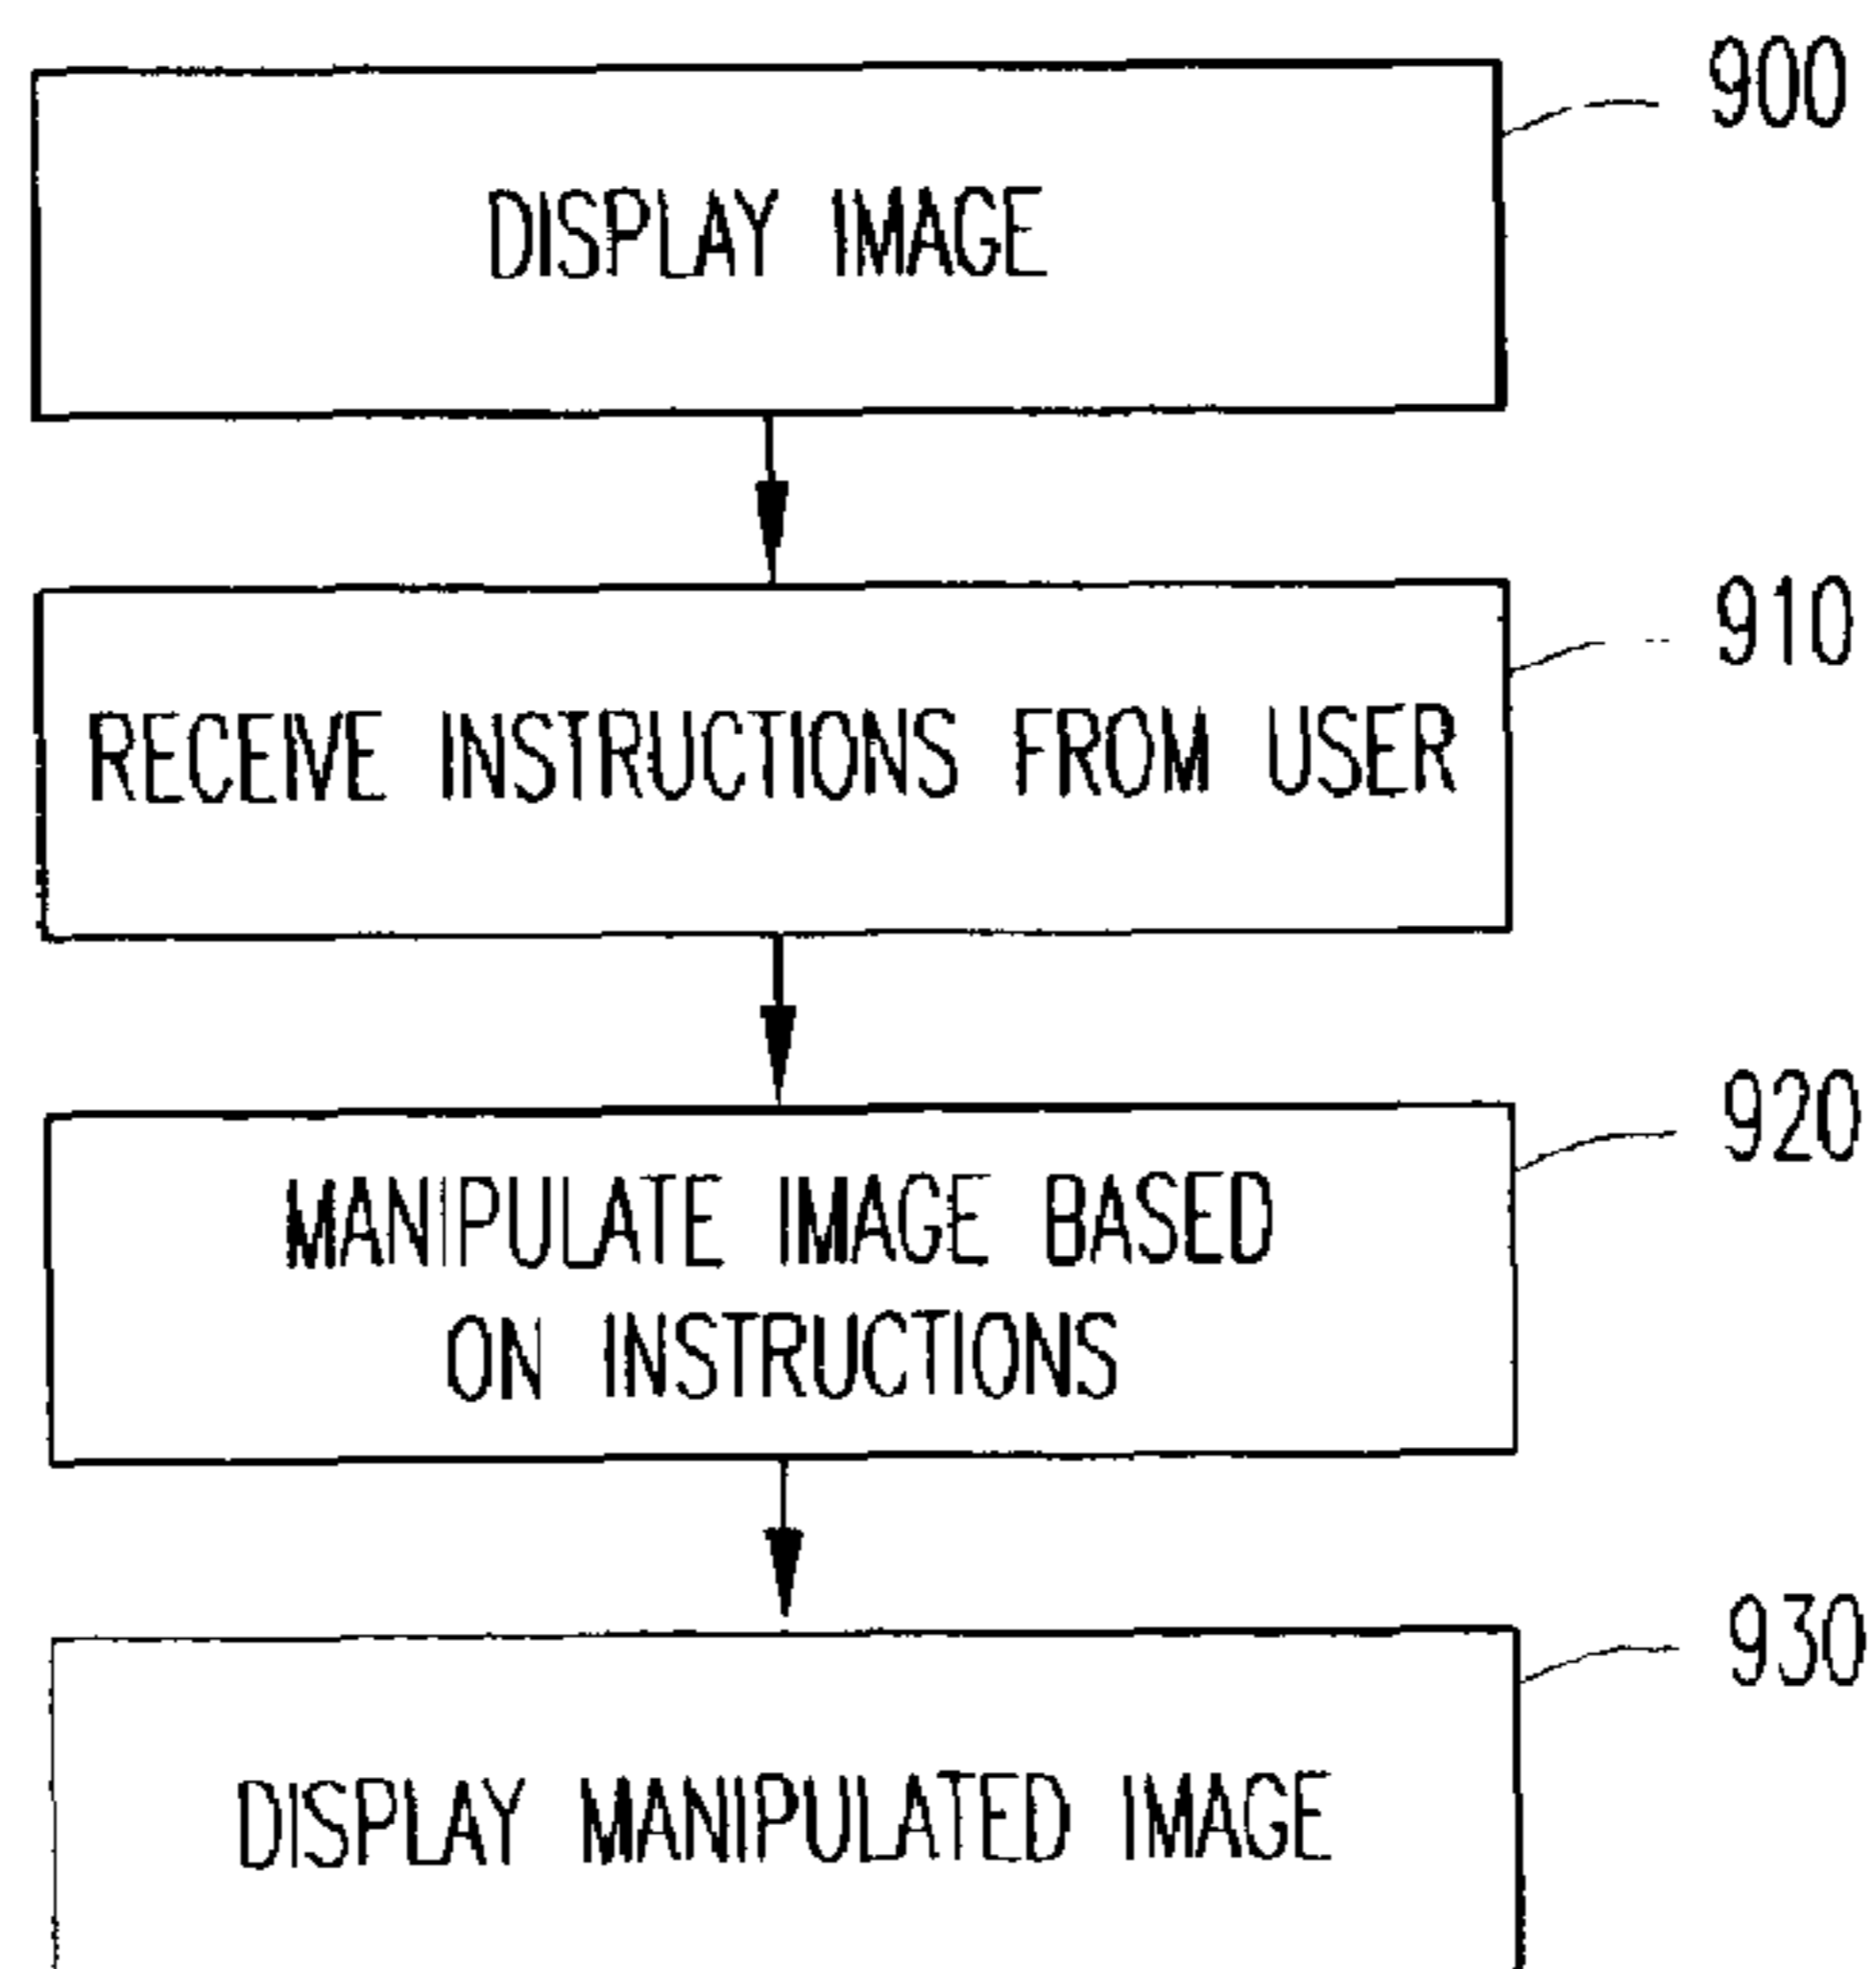 900
DISPLAY IMAGE
910
RECEIVE INSTRUCTIONS FROM USER
920
MANIPULATE IMAGE BASED
ON INSTRUCTIONS
930
DISPLAY MANIPULATED IMAGE